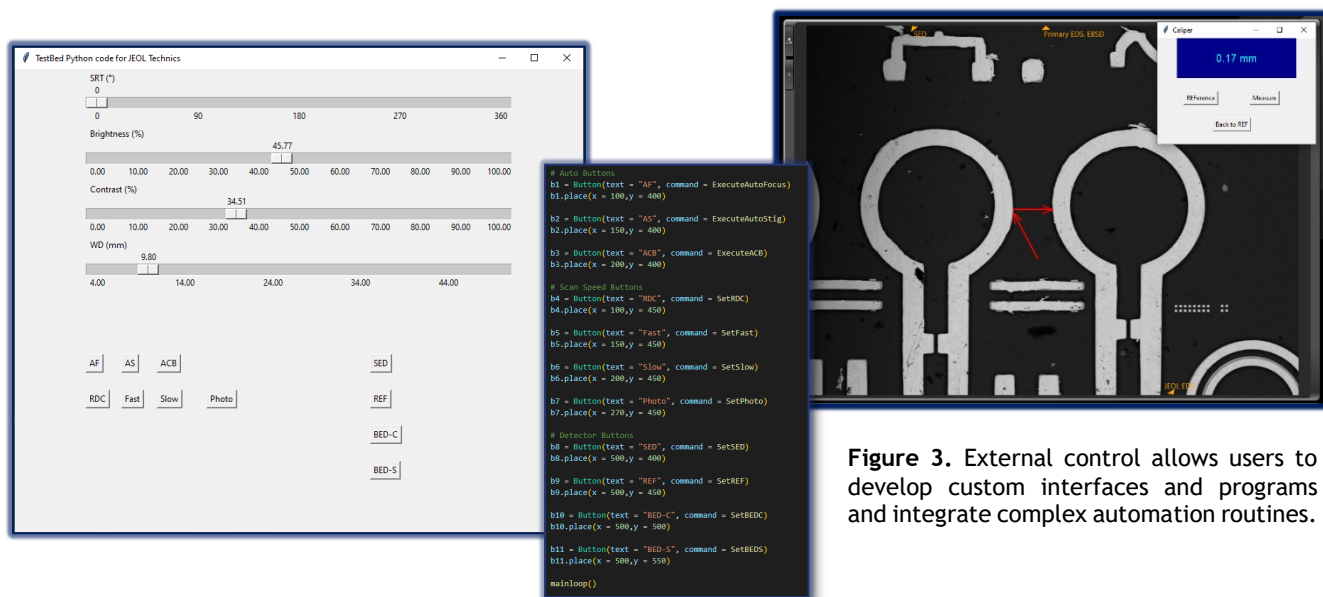 TestBed Python code for JEOL Technics
SRT (°)
0
0 90 180 270 360
Brightness (%)
45.77
0.00 10.00 20.00 30.00 40.00 50.00 60.00 70.00 80.00 90.00 100.00
Contrast (%)
34.51
0.00 10.00 20.00 30.00 40.00 50.00 60.00 70.00 80.00 90.00 100.00
WD (mm)
9.80
4.00 14.00 24.00 34.00 44.00
AF AS ACB SED
RDC Fast Slow Photo REF
BED-C
BED-S
# Auto Buttons
b1 = Button(text = "AF", command = ExecuteAutoFocus)
b1.place(x = 100,y = 400)
b2 = Button(text = "AS", command = ExecuteAutoStig)
b2.place(x = 150,y = 400)
b3 = Button(text = "ACB", command = ExecuteACB)
b3.place(x = 200,y = 400)
# Scan Speed Buttons
b4 = Button(text = "RDC", command = SetRDC)
b4.place(x = 100,y = 450)
b5 = Button(text = "Fast", command = SetFast)
b5.place(x = 150,y = 450)
b6 = Button(text = "Slow", command = SetSlow)
b6.place(x = 200,y = 450)
b7 = Button(text = "Photo", command = SetPhoto)
b7.place(x = 270,y = 450)
# Detector Buttons
b8 = Button(text = "SED", command = SetSED)
b8.place(x = 500,y = 400)
b9 = Button(text = "REF", command = SetREF)
b9.place(x = 500,y = 450)
b10 = Button(text = "BED-C", command = SetBEDC)
b10.place(x = 500,y = 500)
b11 = Button(text = "BED-S", command = SetBEDS)
b11.place(x = 500,y = 550)
mainloop()
SED
Primary EDS, EBSD
Caliper
0.17 mm
REFerence Measure
Back to REF
JEOL
Figure 3. External control allows users to
develop custom interfaces and programs
and integrate complex automation routines.